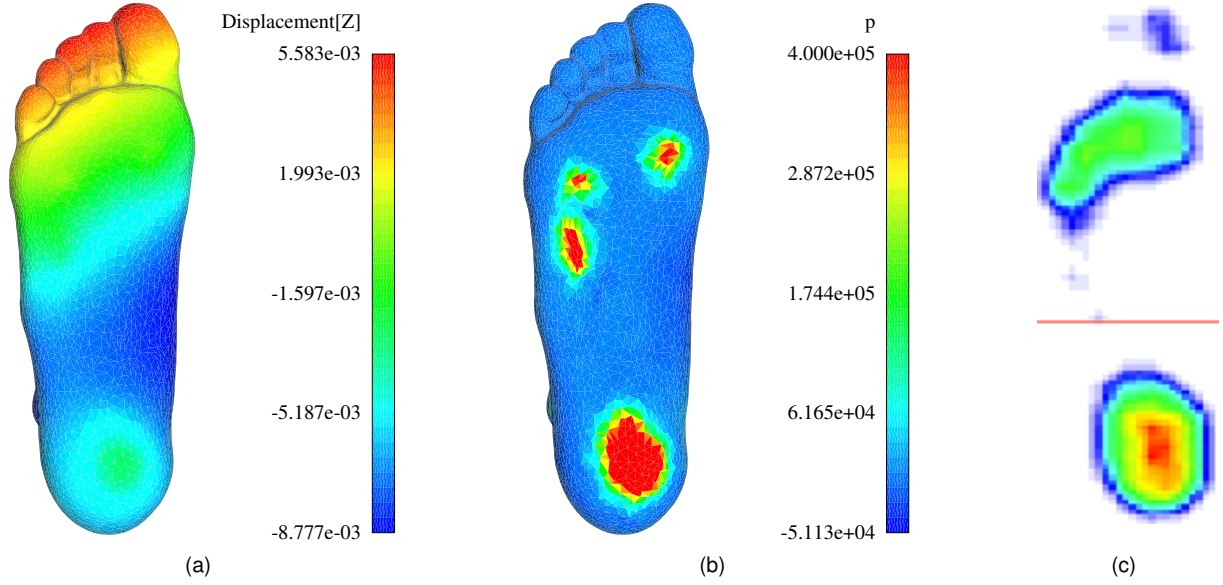 Displacement[Z]
5.583e-03
1.993e-03
-1.597e-03
-5.187e-03
-8.777e-03
p
4.000e+05
2.872e+05
1.744e+05
6.165e+04
-5.113e+04
(a)
(b)
(c)